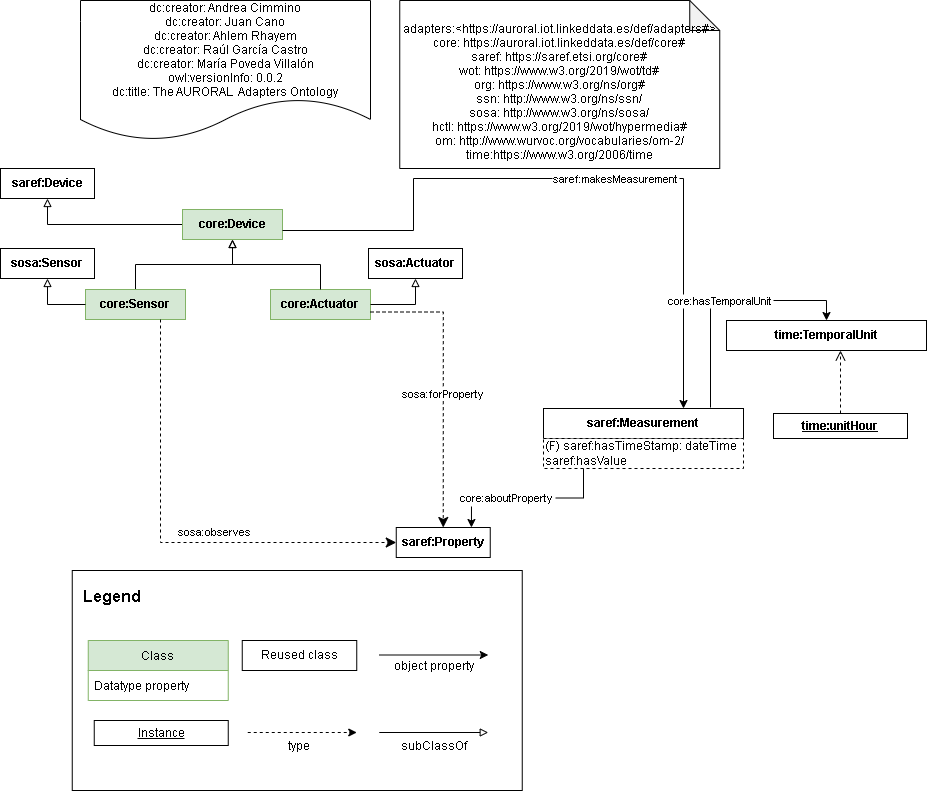 dc:creator: Andrea Cimmino
dc:creator: Juan Cano
dc:creator: Ahlem Rhayem
dc:creator: Raúl García Castro
dc:creator: María Poveda Villalón
owl:versionInfo: 0.0.2
dc:title: The AURORAL Adapters Ontology
adapters:<https://auroral.iot.linkeddata.es/def/adapters#>
core: https://auroral.iot.linkeddata.es/def/core#
saref: https://saref.etsi.org/core#
wot: https://www.w3.org/2019/wot/td#
org: https://www.w3.org/ns/org#
ssn: http://www.w3.org/ns/ssn/
sosa: http://www.w3.org/ns/sosa/
hctl: https://www.w3.org/2019/wot/hypermedia#
om: http://www.wurvoc.org/vocabularies/om-2/
time:https://www.w3.org/2006/time
saref:Device
saref:makesMeasurement
core:Device
sosa:Sensor
sosa:Actuator
core:Sensor
core:Actuator
core:hasTemporalUnit
time:TemporalUnit
sosa:forProperty
saref:Measurement
time:unitHour
(F) saref:hasTimeStamp: dateTime
saref:hasValue
core:aboutProperty
sosa:observes
saref:Property
Legend
Class
Reused class
object property
Datatype property
Instance
type
subClassOf